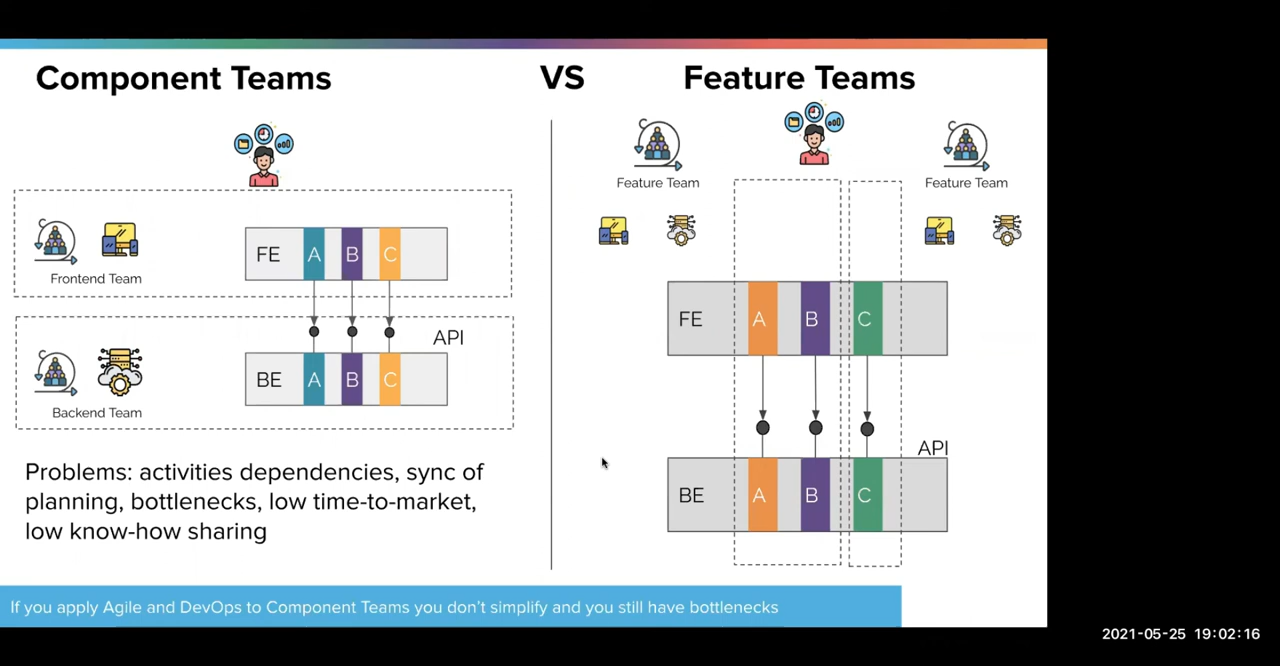 Component Teams
VS
Feature Teams
Frontend Team
FE
A
B
C
API
Backend Team
BE
A
B
C
Problems: activities dependencies, sync of
planning, bottlenecks, low time-to-market,
low know-how sharing
Feature Team
Feature Team
FE
A
B
C
API
BE
A
B
C
If you apply Agile and DevOps to Component Teams you don't simplify and you still have bottlenecks
2021-05-25 19:02:16